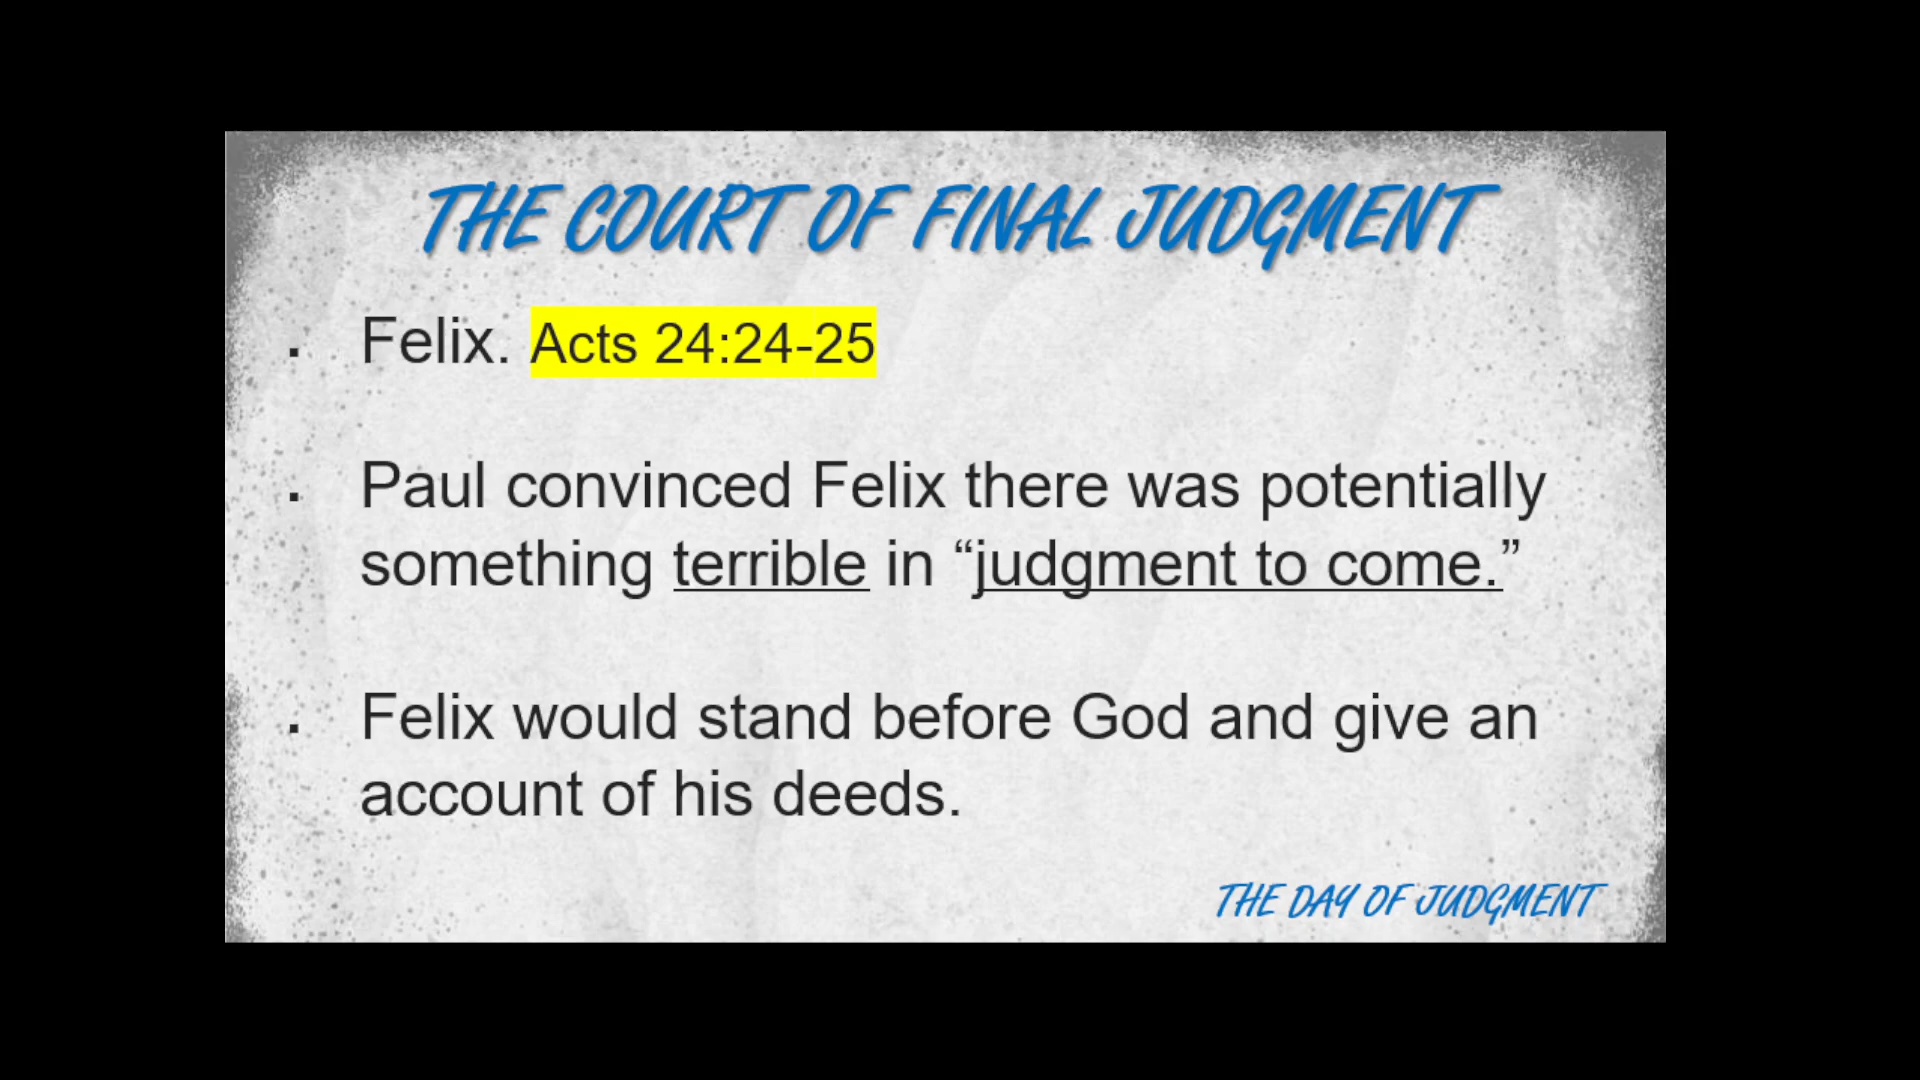 THE COURT OF FINAL JUDGMENT
▪ Felix. Acts 24:24-25
▪ Paul convinced Felix there was potentially
something terrible in “judgment to come.”
▪ Felix would stand before God and give an
account of his deeds.
THE DAY OF JUDGMENT